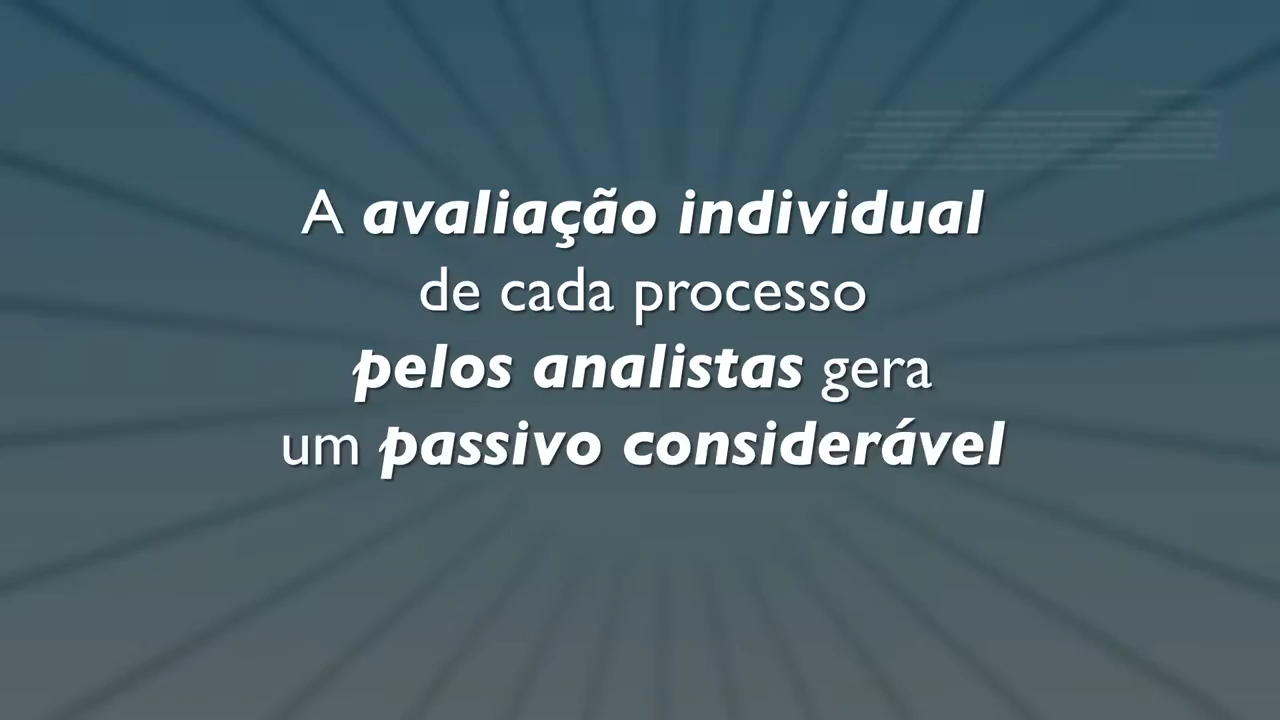 A avaliação individual
de cada processo
pelos analistas gera
um passivo considerável